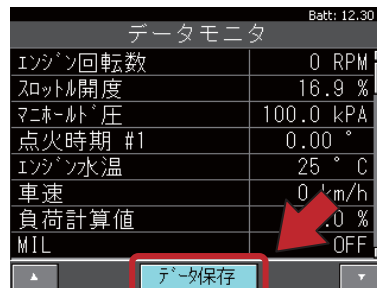 Batt: 12.30
データモニタ
ｴﾝｼﾞﾝ回転数 0 RPM
ｽﾛｯﾄﾙ開度 16.9 %
ﾏﾆﾎｰﾙﾄﾞ圧 100.0 kPA
点火時期 #1 0.00 °
ｴﾝｼﾞﾝ水温 25 ° C
車速 0 km/h
負荷計算値 .0 %
MIL OFF
▲ ﾃﾞｰﾀ保存 ▼